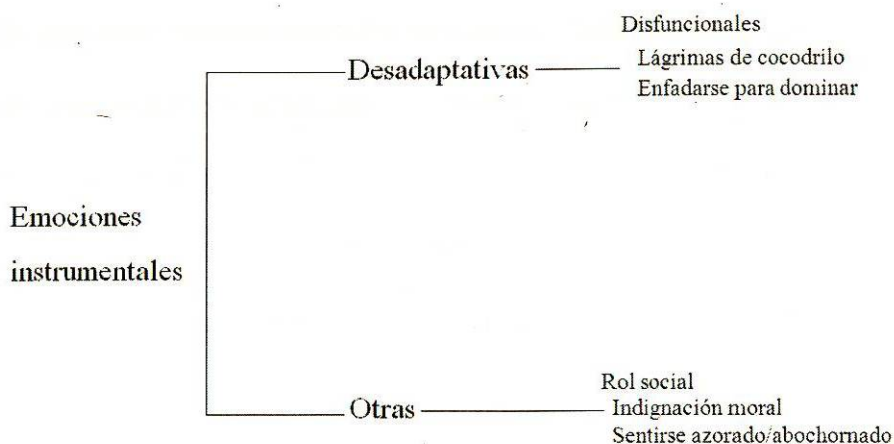 Disfuncionales
Desadaptativas
Lágrimas de cocodrilo
Enfadarse para dominar
Emociones
instrumentales
Otras
Rol social
Indignación moral
Sentirse azorado/abochornado